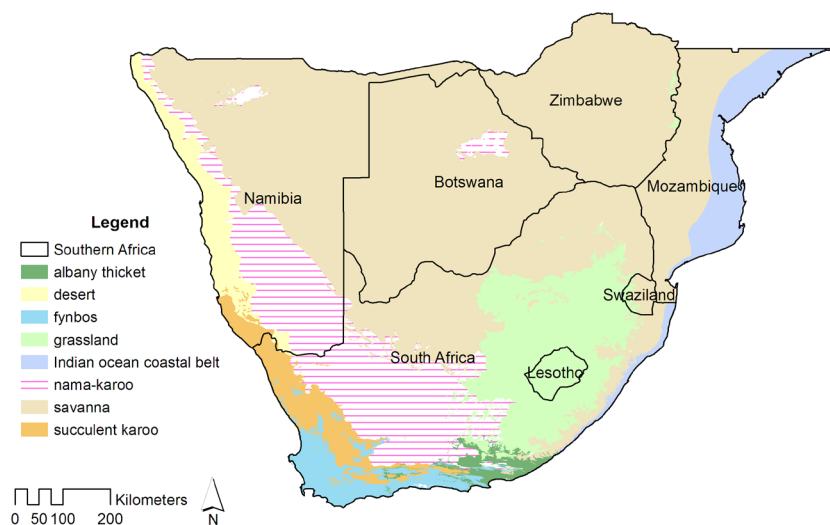 Zimbabwe
Botswana
Mozambique
Namibia
Swaziland
South Africa
Lesotho
Legend
Southern Africa
albany thicket
desert
fynbos
grassland
Indian ocean coastal belt
nama-karoo
savanna
succulent karoo
Kilometers
0 50 100 200
N